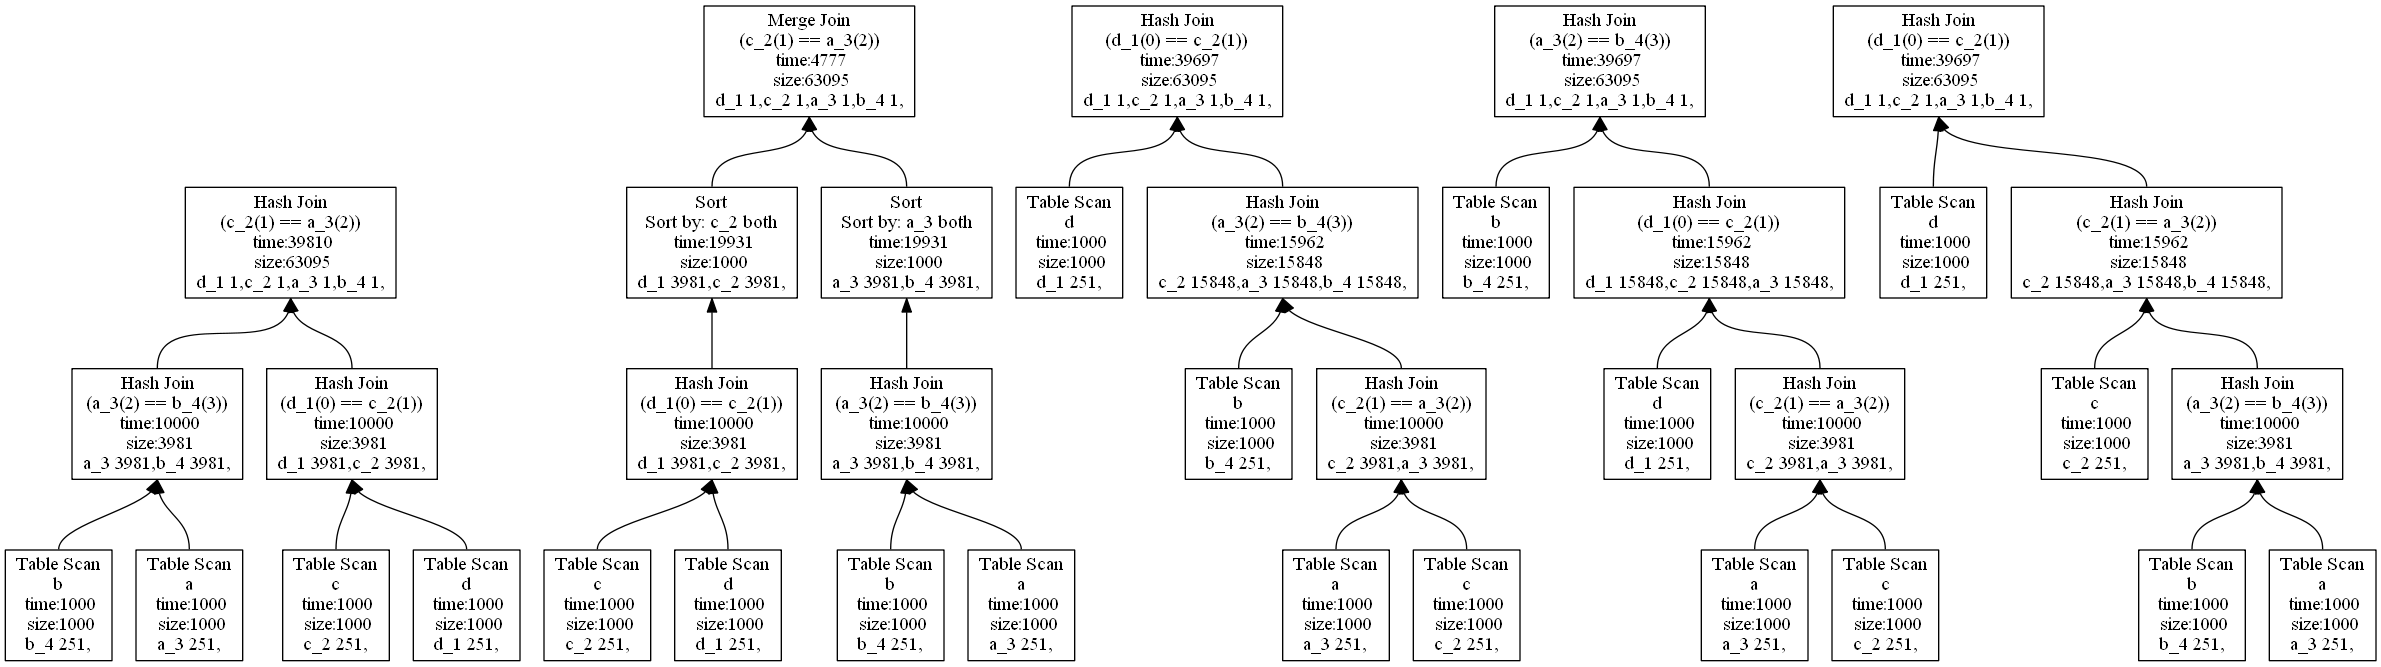 Merge Join
(c_2(1) == a_3(2))
time:4777
size:63095
d_1 1,c_2 1,a_3 1,b_4 1,
Hash Join
(d_1(0) == c_2(1))
time:39697
size:63095
d_1 1,c_2 1,a_3 1,b_4 1,
Hash Join
(a_3(2) == b_4(3))
time:39697
size:63095
d_1 1,c_2 1,a_3 1,b_4 1,
Hash Join
(d_1(0) == c_2(1))
time:39697
size:63095
d_1 1,c_2 1,a_3 1,b_4 1,
Hash Join
(c_2(1) == a_3(2))
time:39810
size:63095
d_1 1,c_2 1,a_3 1,b_4 1,
Sort
Sort by: c_2 both
time:19931
size:1000
d_1 3981,c_2 3981,
Sort
Sort by: a_3 both
time:19931
size:1000
a_3 3981,b_4 3981,
Table Scan
d
time:1000
size:1000
d_1 251,
Hash Join
(a_3(2) == b_4(3))
time:15962
size:15848
c_2 15848,a_3 15848,b_4 15848,
Table Scan
b
time:1000
size:1000
b_4 251,
Hash Join
(d_1(0) == c_2(1))
time:15962
size:15848
d_1 15848,c_2 15848,a_3 15848,
Table Scan
d
time:1000
size:1000
d_1 251,
Hash Join
(c_2(1) == a_3(2))
time:15962
size:15848
c_2 15848,a_3 15848,b_4 15848,
Hash Join
(a_3(2) == b_4(3))
time:10000
size:3981
a_3 3981,b_4 3981,
Hash Join
(d_1(0) == c_2(1))
time:10000
size:3981
d_1 3981,c_2 3981,
Hash Join
(d_1(0) == c_2(1))
time:10000
size:3981
d_1 3981,c_2 3981,
Hash Join
(a_3(2) == b_4(3))
time:10000
size:3981
a_3 3981,b_4 3981,
Table Scan
b
time:1000
size:1000
b_4 251,
Hash Join
(c_2(1) == a_3(2))
time:10000
size:3981
c_2 3981,a_3 3981,
Table Scan
d
time:1000
size:1000
d_1 251,
Hash Join
(c_2(1) == a_3(2))
time:10000
size:3981
c_2 3981,a_3 3981,
Table Scan
c
time:1000
size:1000
c_2 251,
Hash Join
(a_3(2) == b_4(3))
time:10000
size:3981
a_3 3981,b_4 3981,
Table Scan
b
time:1000
size:1000
b_4 251,
Table Scan
a
time:1000
size:1000
a_3 251,
Table Scan
c
time:1000
size:1000
c_2 251,
Table Scan
d
time:1000
size:1000
d_1 251,
Table Scan
c
time:1000
size:1000
c_2 251,
Table Scan
d
time:1000
size:1000
d_1 251,
Table Scan
b
time:1000
size:1000
b_4 251,
Table Scan
a
time:1000
size:1000
a_3 251,
Table Scan
a
time:1000
size:1000
a_3 251,
Table Scan
c
time:1000
size:1000
c_2 251,
Table Scan
a
time:1000
size:1000
a_3 251,
Table Scan
c
time:1000
size:1000
c_2 251,
Table Scan
b
time:1000
size:1000
b_4 251,
Table Scan
a
time:1000
size:1000
a_3 251,